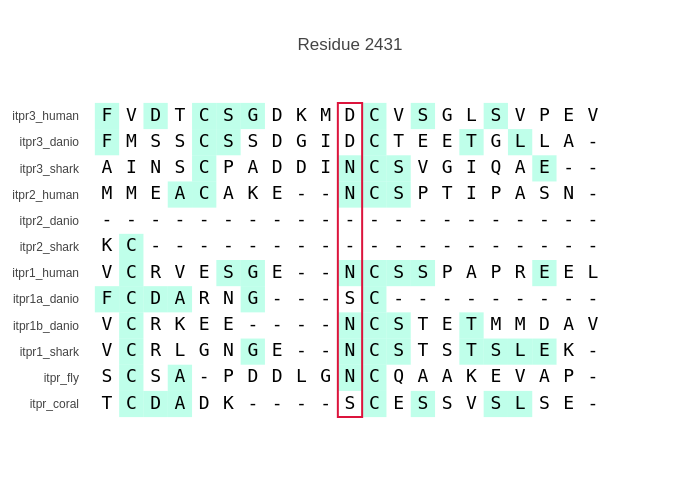 Residue 2431
itpr3_human F V D T C S G D K M D C V S G L S V P E V
itpr3_danio F M S S C S S D G I D C T E E T G L L A -
itpr3_shark A I N S C P A D D I N C S V G I Q A E - -
itpr2_human M M E A C A K E - - N C S P T I P A S N -
itpr2_danio - - - - - - - - - - - - - - - - - - - - -
itpr2_shark K C - - - - - - - - - - - - - - - - - - -
itpr1_human V C R V E S G E - - N C S S P A P R E E L
itpr1a_danio F C D A R N G - - - S C - - - - - - - - -
itpr1b_danio V C R K E E - - - - N C S T E T M M D A V
itpr1_shark V C R L G N G E - - N C S T S T S L E K -
itpr_fly S C S A - P D D L G N C Q A A K E V A P -
itpr_coral T C D A D K - - - - S C E S S V S L S E -